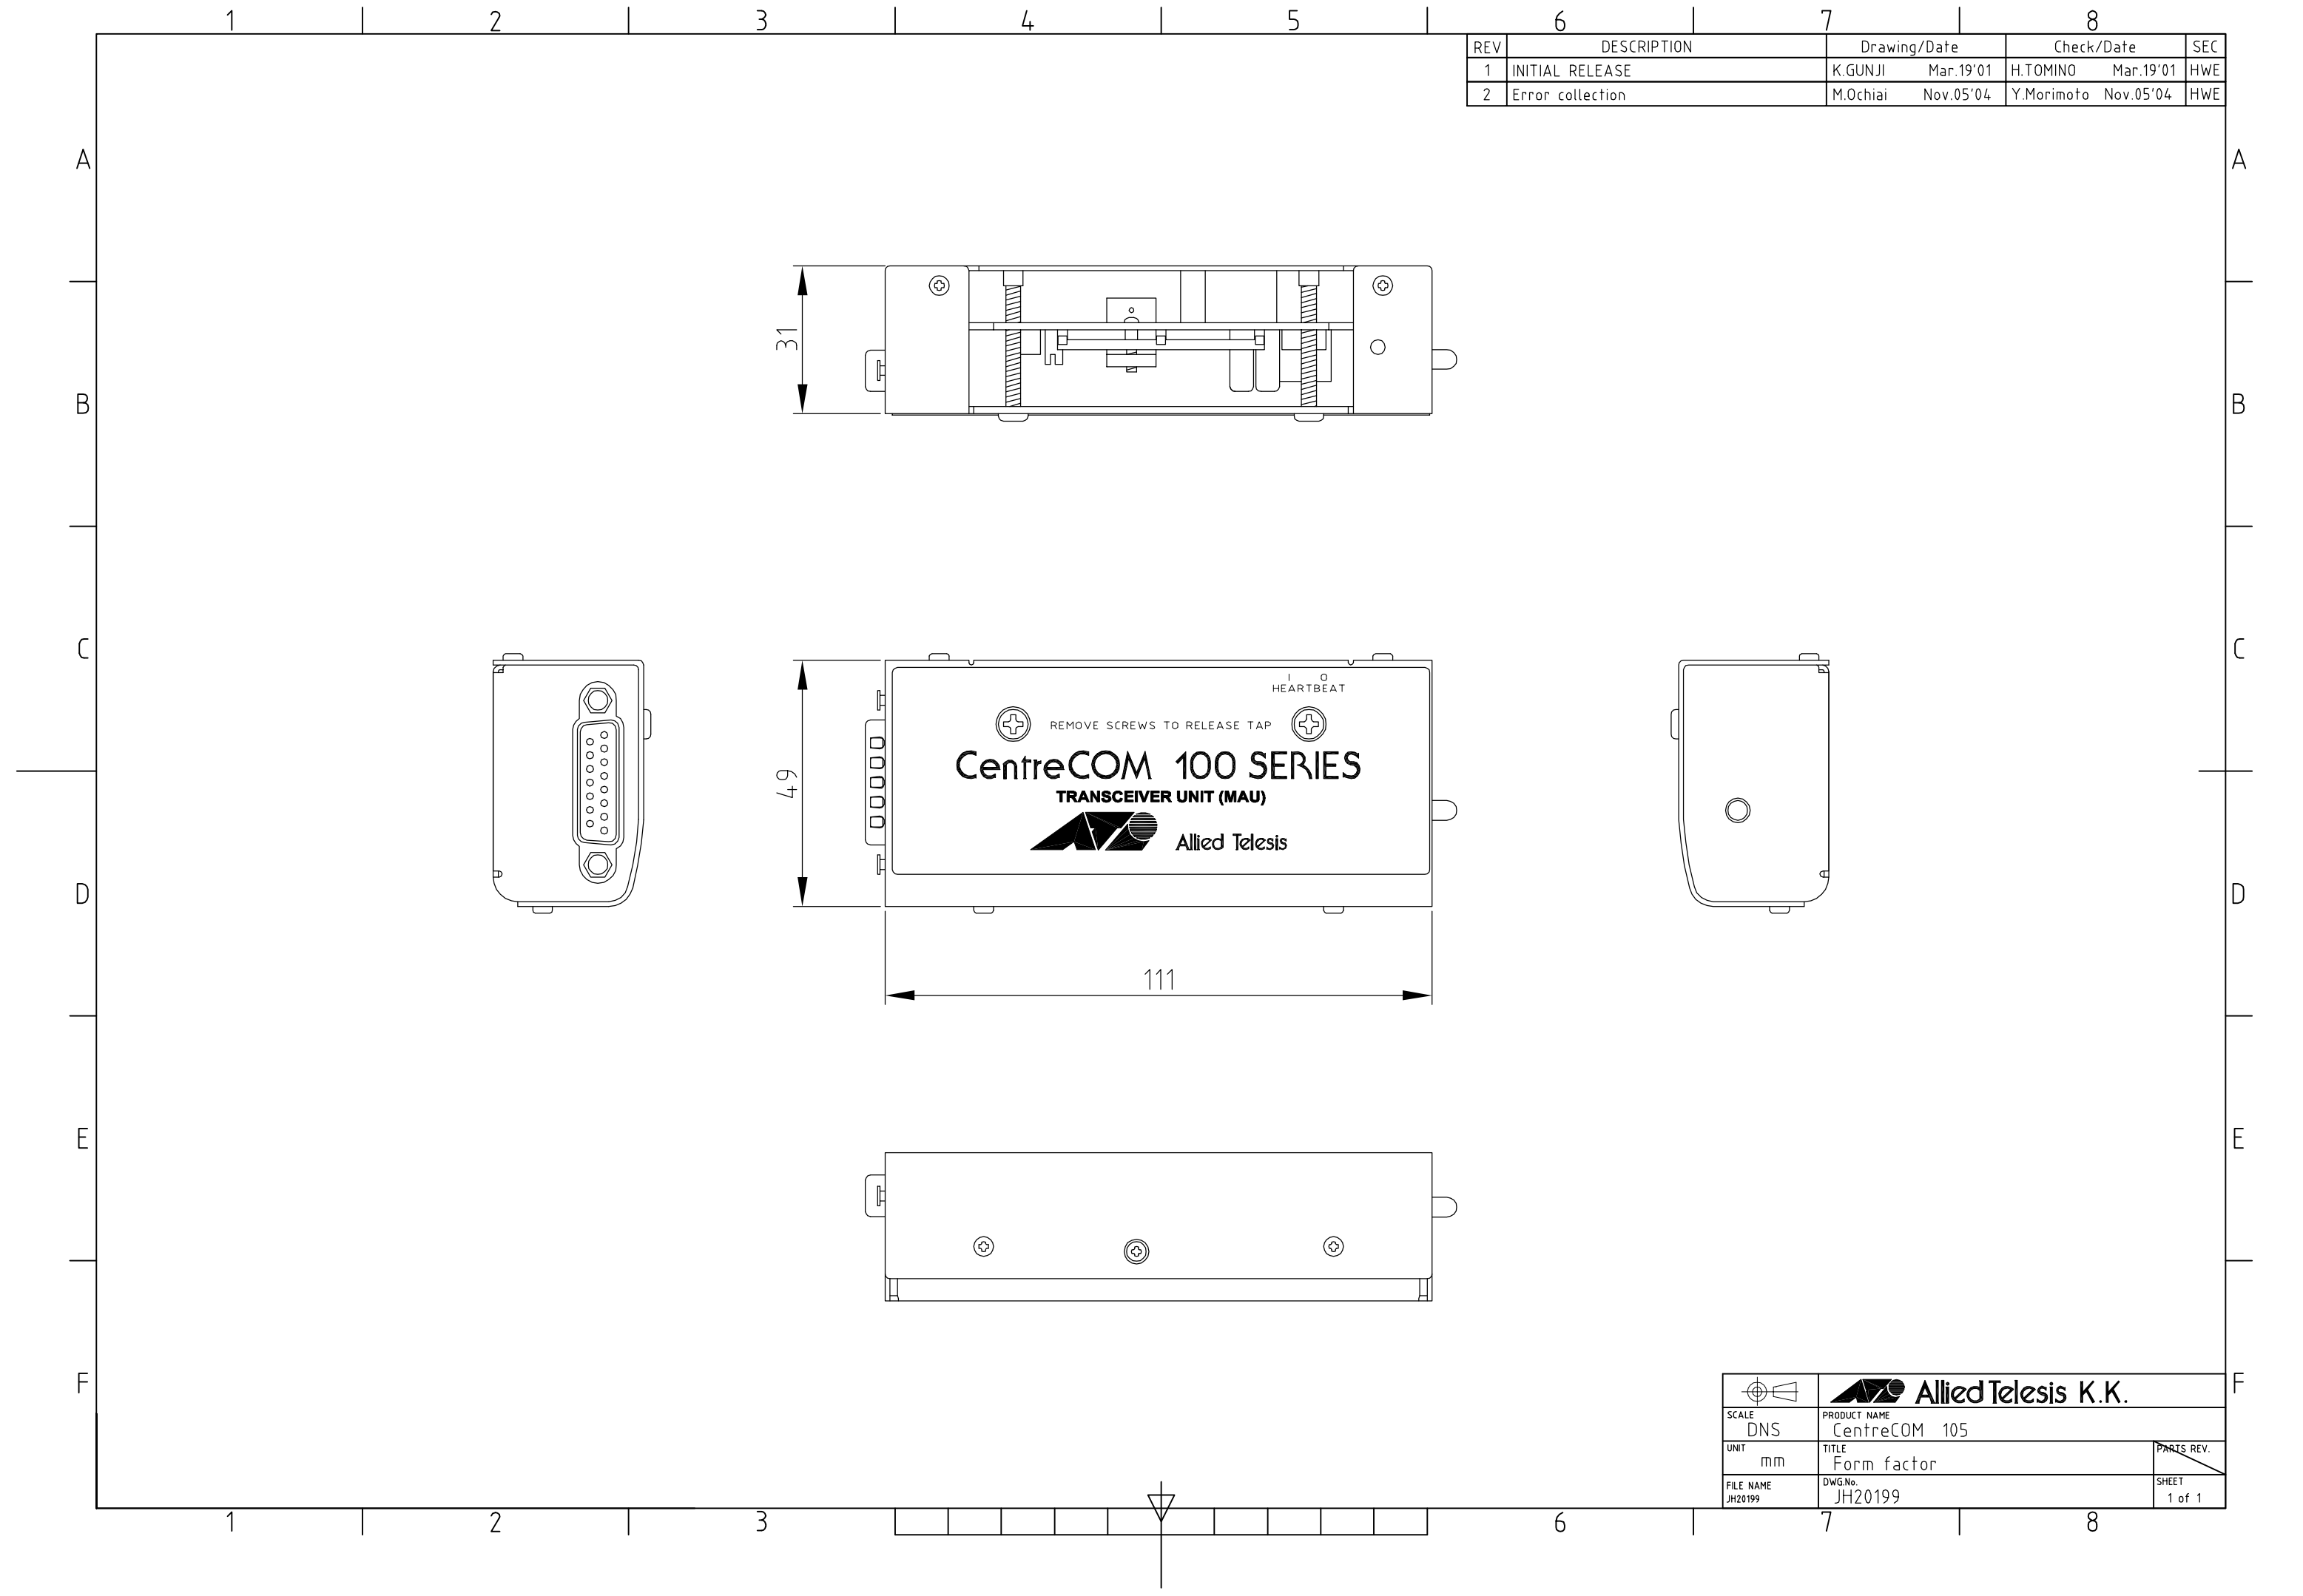 1 2 3 4 5 6 7 8
REV DESCRIPTION Drawing/Date Check/Date SEC
1 INITIAL RELEASE K.GUNJI Mar.19'01 H.TOMINO Mar.19'01 HWE
2 Error collection M.Ochiai Nov.05'04 Y.Morimoto Nov.05'04 HWE
A A
31
B B
C C
I O
HEARTBEAT
REMOVE SCREWS TO RELEASE TAP
CentreCOM 100 SERIES
49
TRANSCEIVER UNIT (MAU)
Allied Telesis
D D
111
E E
F F
Allied Telesis K.K.
SCALE PRODUCT NAME
DNS CentreCOM 105
UNIT TITLE PARTS REV.
mm Form factor
FILE NAME DWG.No. SHEET
JH20199 JH20199 1 of 1
1 2 3 6 7 8